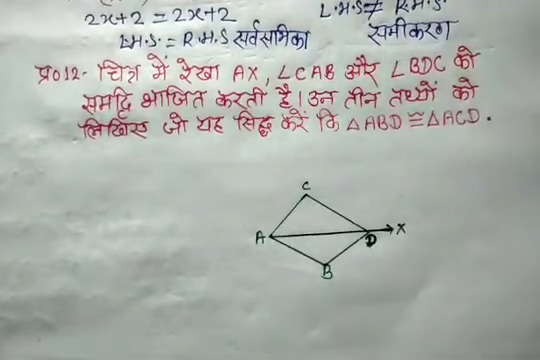 2x+2 = 2x+2
L.H.S. ≠ R.H.S.
L.H.S. = R.H.S सर्वसमिका
समीकरण
प्र012- चित्र में रेखा AX, ∠CAB और ∠BDC को
समद्वि भाजित करती है। उन तीन तथ्यों को
लिखिए जो यह सिद्ध करें कि △ABD ≅ △ACD.
C
A
D
X
B